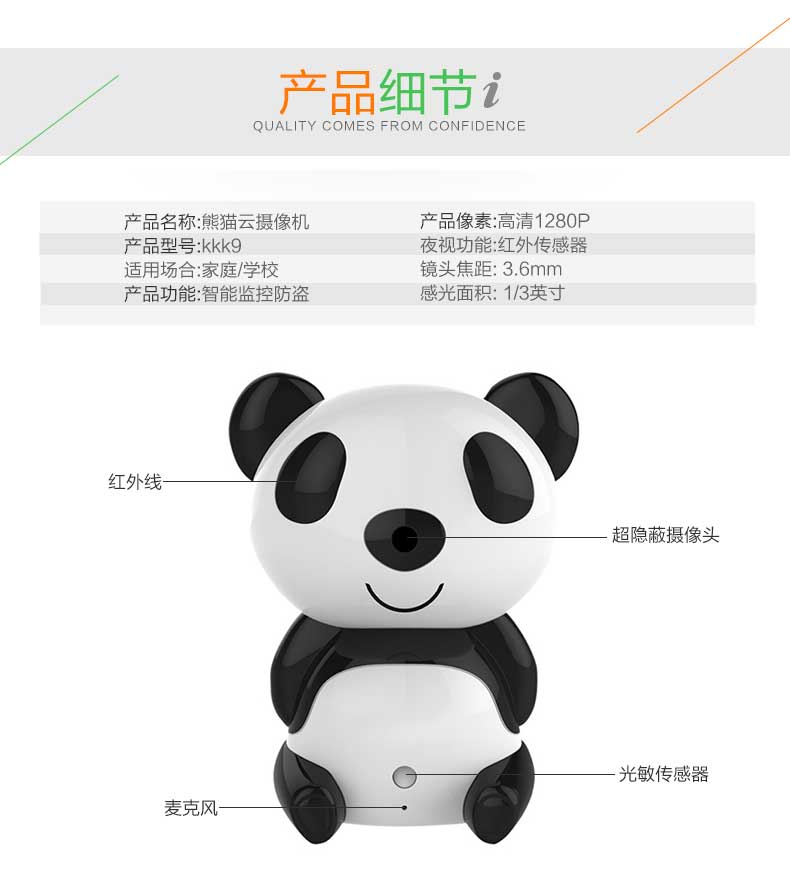 产品细节i
QUALITY COMES FROM CONFIDENCE
产品名称:熊猫云摄像机 产品像素:高清1280P
产品型号:kkk9 夜视功能:红外传感器
适用场合:家庭/学校 镜头焦距: 3.6mm
产品功能:智能监控防盗 感光面积: 1/3英寸
红外线
超隐蔽摄像头
光敏传感器
麦克风